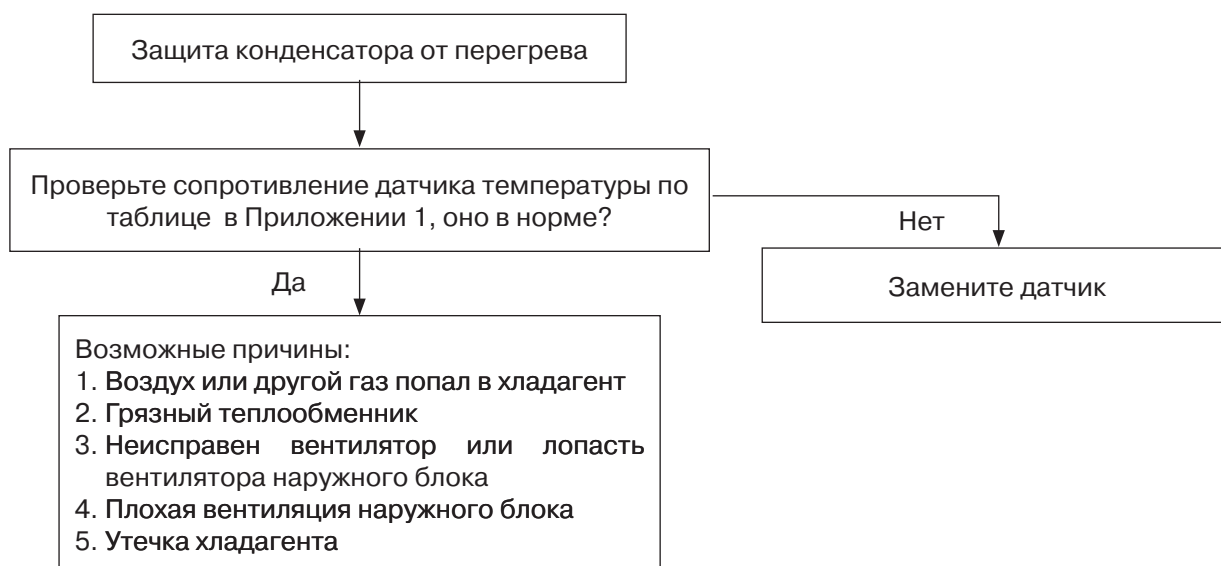 Защита конденсатора от перегрева
Проверьте сопротивление датчика температуры по
таблице в Приложении 1, оно в норме?
Нет
Да
Замените датчик
Возможные причины:
1. Воздух или другой газ попал в хладагент
2. Грязный теплообменник
3. Неисправен вентилятор или лопасть
вентилятора наружного блока
4. Плохая вентиляция наружного блока
5. Утечка хладагента